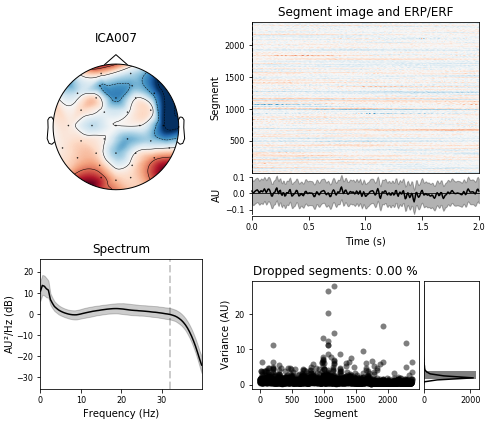 ICA007
Segment image and ERP/ERF
Segment
2000
1500
1000
500
AU
0.1
0.0
−0.1
0.0 0.5 1.0 1.5 2.0
Time (s)
Spectrum
AU²/Hz (dB)
20
10
0
−10
−20
−30
0 10 20 30
Frequency (Hz)
Dropped segments: 0.00 %
Variance (AU)
20
10
0
0 500 1000 1500 2000
Segment
0 2000